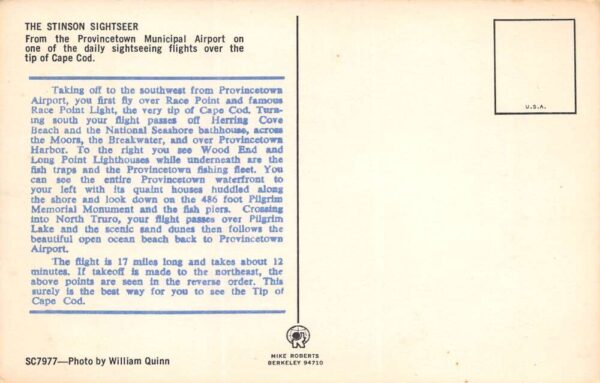 THE STINSON SIGHTSEER
From the Provincetown Municipal Airport on
one of the daily sightseeing flights over the
tip of Cape Cod.
Taking off to the southwest from Provincetown
Airport, you first fly over Race Point and famous
Race Point Light, the very tip of Cape Cod. Turn-
ing south your flight passes off Herring Cove
Beach and the National Seashore bathhouse, across
the Moors, the Breakwater, and over Provincetown
Harbor. To the right you see Wood End and
Long Point Lighthouses while underneath are the
fish traps and the Provincetown fishing fleet. You
can see the entire Provincetown waterfront to
your left with its quaint houses huddled along
the shore and look down on the 486 foot Pilgrim
Memorial Monument and the fish piers. Crossing
into North Truro, your flight passes over Pilgrim
Lake and the scenic sand dunes then follows the
beautiful open ocean beach back to Provincetown
Airport.
The flight is 17 miles long and takes about 12
minutes. If takeoff is made to the northeast, the
above points are seen in the reverse order. This
surely is the best way for you to see the Tip of
Cape Cod.
SC7977—Photo by William Quinn
MIKE ROBERTS
BERKELEY 94710
U.S.A.